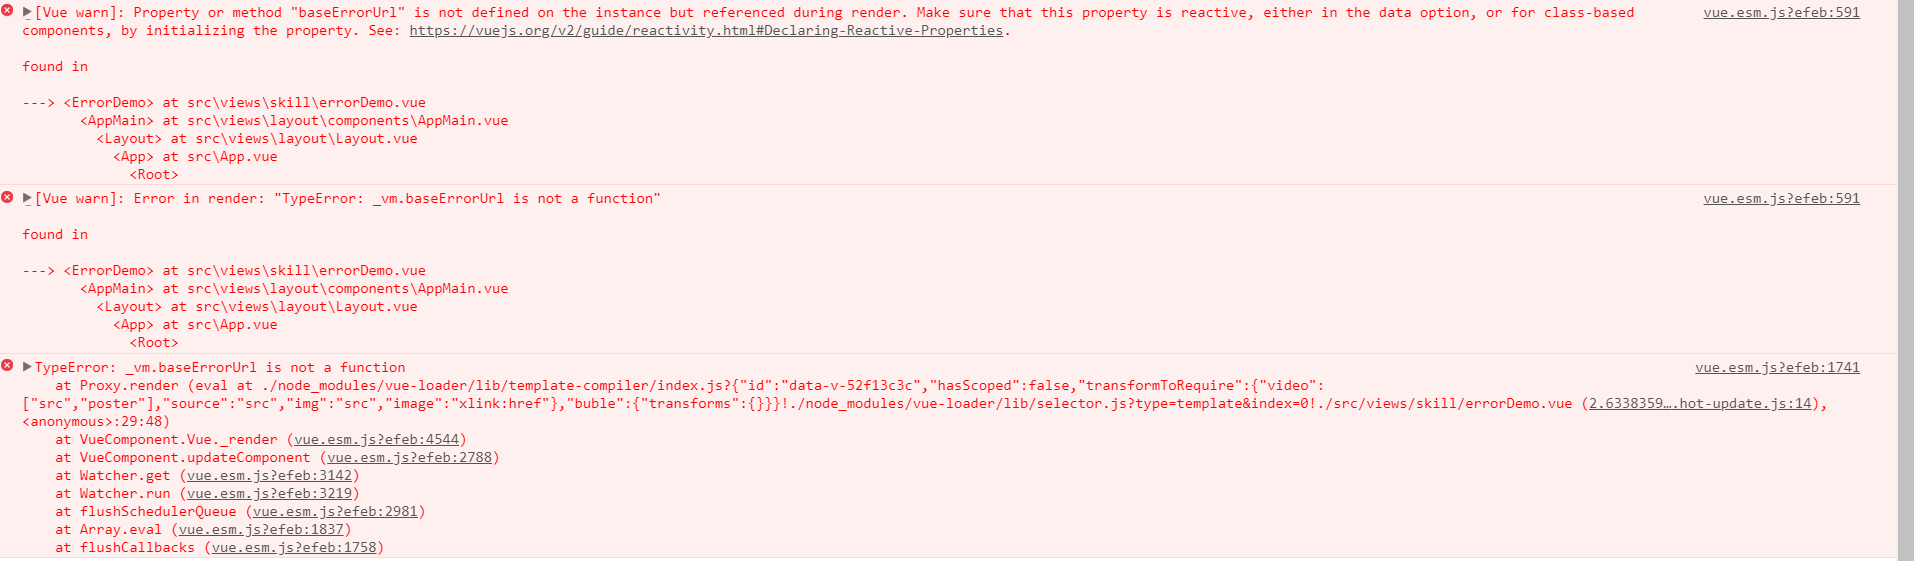 [Vue warn]: Property or method "baseErrorUrl" is not defined on the instance but referenced during render. Make sure that this property is reactive, either in the data option, or for class-based vue.esm.js?efeb:591
components, by initializing the property. See: https://vuejs.org/v2/guide/reactivity.html#Declaring-Reactive-Properties.
found in
---> <ErrorDemo> at src\views\skill\errorDemo.vue
<AppMain> at src\views\layout\components\AppMain.vue
<Layout> at src\views\layout\Layout.vue
<App> at src\App.vue
<Root>
[Vue warn]: Error in render: "TypeError: _vm.baseErrorUrl is not a function" vue.esm.js?efeb:591
found in
---> <ErrorDemo> at src\views\skill\errorDemo.vue
<AppMain> at src\views\layout\components\AppMain.vue
<Layout> at src\views\layout\Layout.vue
<App> at src\App.vue
<Root>
TypeError: _vm.baseErrorUrl is not a function vue.esm.js?efeb:1741
at Proxy.render (eval at ./node_modules/vue-loader/lib/template-compiler/index.js?{"id":"data-v-52f13c3c","hasScoped":false,"transformToRequire":{"video":
["src","poster"],"source":"src","img":"src","image":"xlink:href"},"buble":{"transforms":{}}}!./node_modules/vue-loader/lib/selector.js?type=template&index=0!./src/views/skill/errorDemo.vue (2.6338359….hot-update.js:14),
<anonymous>:29:48)
at VueComponent.Vue._render (vue.esm.js?efeb:4544)
at VueComponent.updateComponent (vue.esm.js?efeb:2788)
at Watcher.get (vue.esm.js?efeb:3142)
at Watcher.run (vue.esm.js?efeb:3219)
at flushSchedulerQueue (vue.esm.js?efeb:2981)
at Array.eval (vue.esm.js?efeb:1837)
at flushCallbacks (vue.esm.js?efeb:1758)